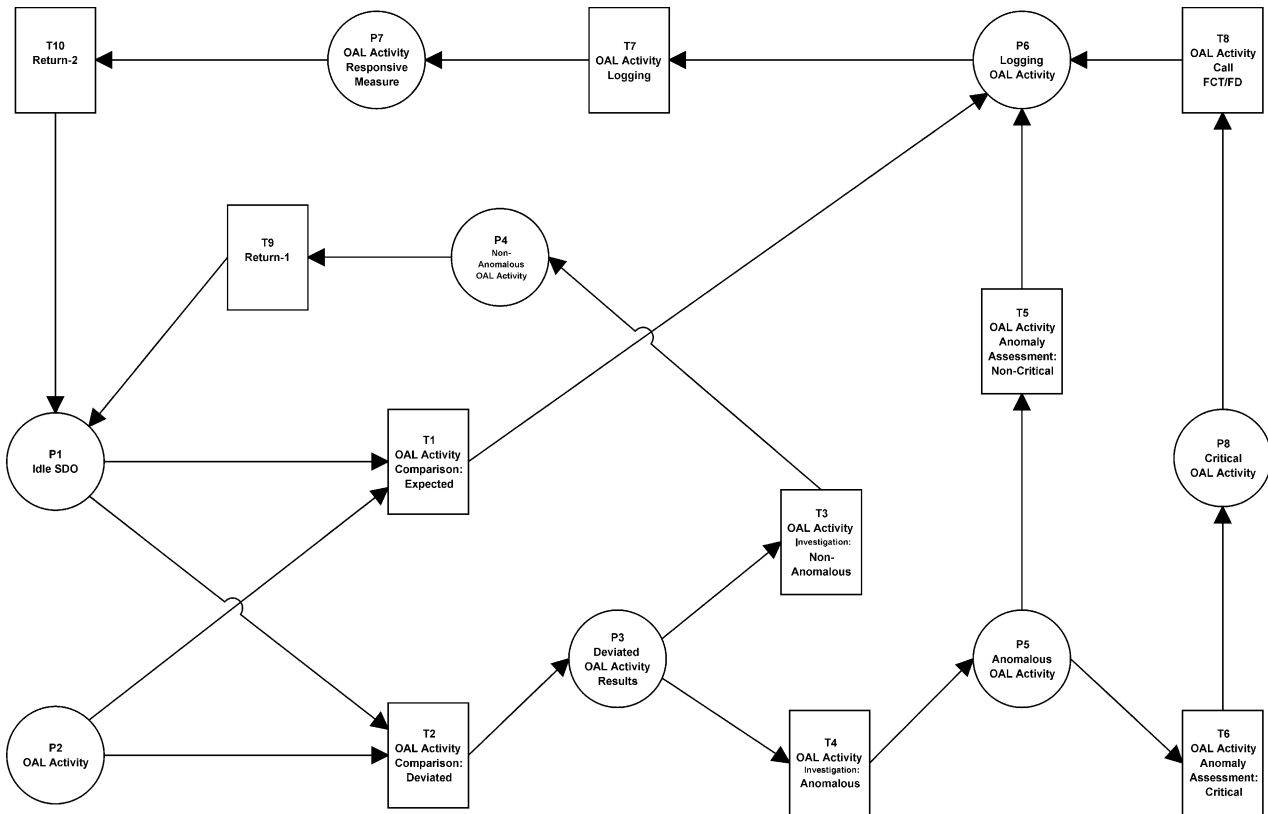 T10
Return-2
P7
OAL Activity
Responsive
Measure
T7
OAL Activity
Logging
P6
Logging
OAL Activity
T8
OAL Activity
Call
FCT/FD
T9
Return-1
P4
Non-
Anomalous
OAL Activity
T5
OAL Activity
Anomaly
Assessment:
Non-Critical
P1
Idle SDO
T1
OAL Activity
Comparison:
Expected
P8
Critical
OAL Activity
T3
OAL Activity
Investigation:
Non-
Anomalous
P3
Deviated
OAL Activity
Results
P5
Anomalous
OAL Activity
P2
OAL Activity
T2
OAL Activity
Comparison:
Deviated
T4
OAL Activity
Investigation:
Anomalous
T6
OAL Activity
Anomaly
Assessment:
Critical